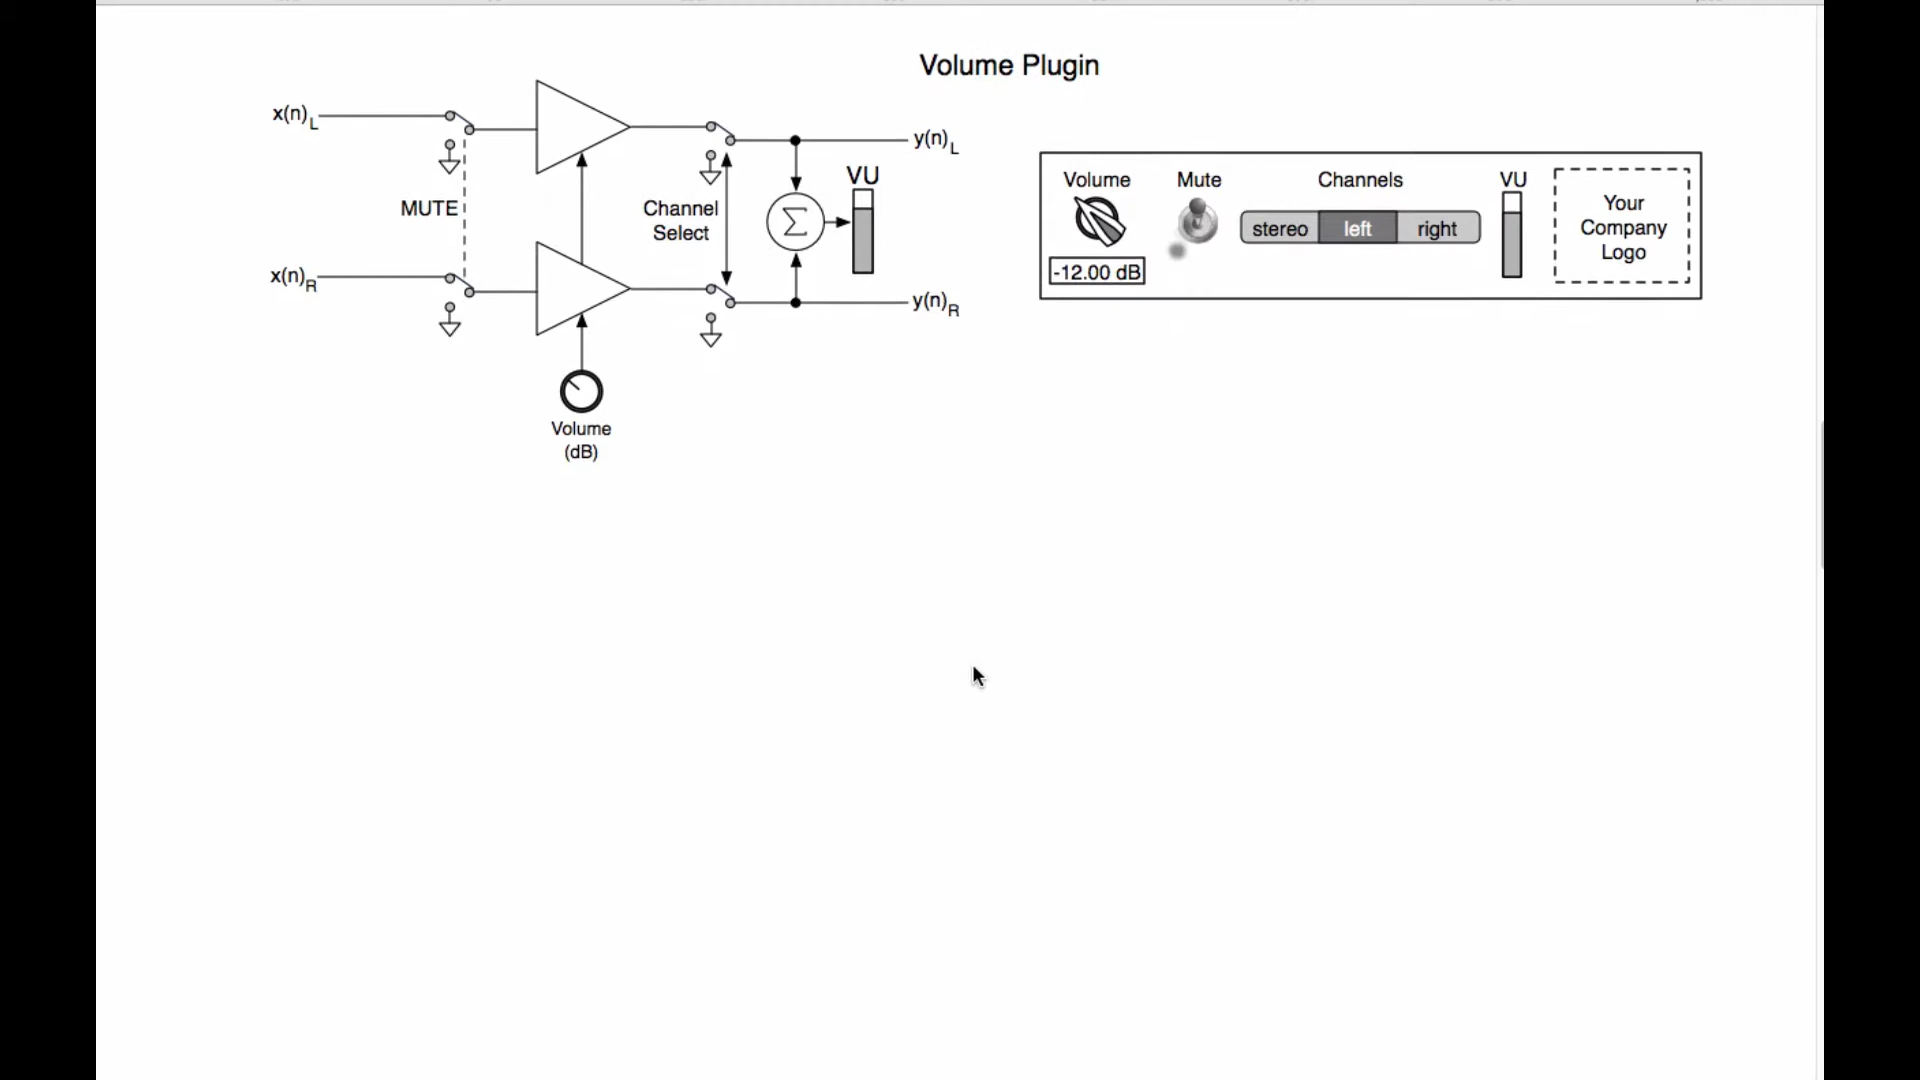 Volume Plugin
x(n)L
y(n)L
MUTE
Channel
Select
Σ
VU
x(n)R
y(n)R
Volume
(dB)
Volume
Mute
Channels
VU
-12.00 dB
stereo
left
right
Your
Company
Logo